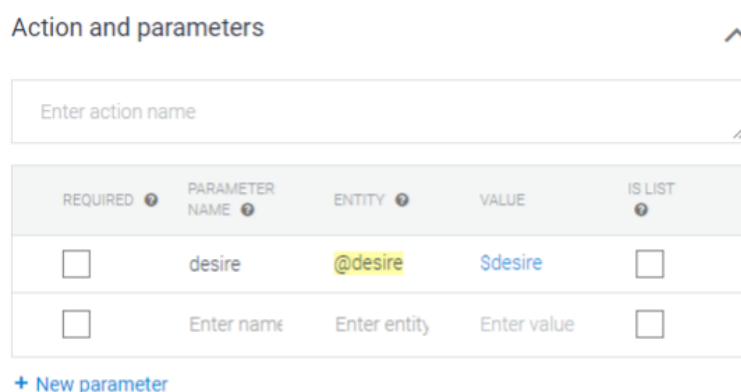 Action and parameters
Enter action name
REQUIRED
PARAMETER NAME
ENTITY
VALUE
IS LIST
desire @desire $desire
Enter name Enter entity Enter value
+ New parameter